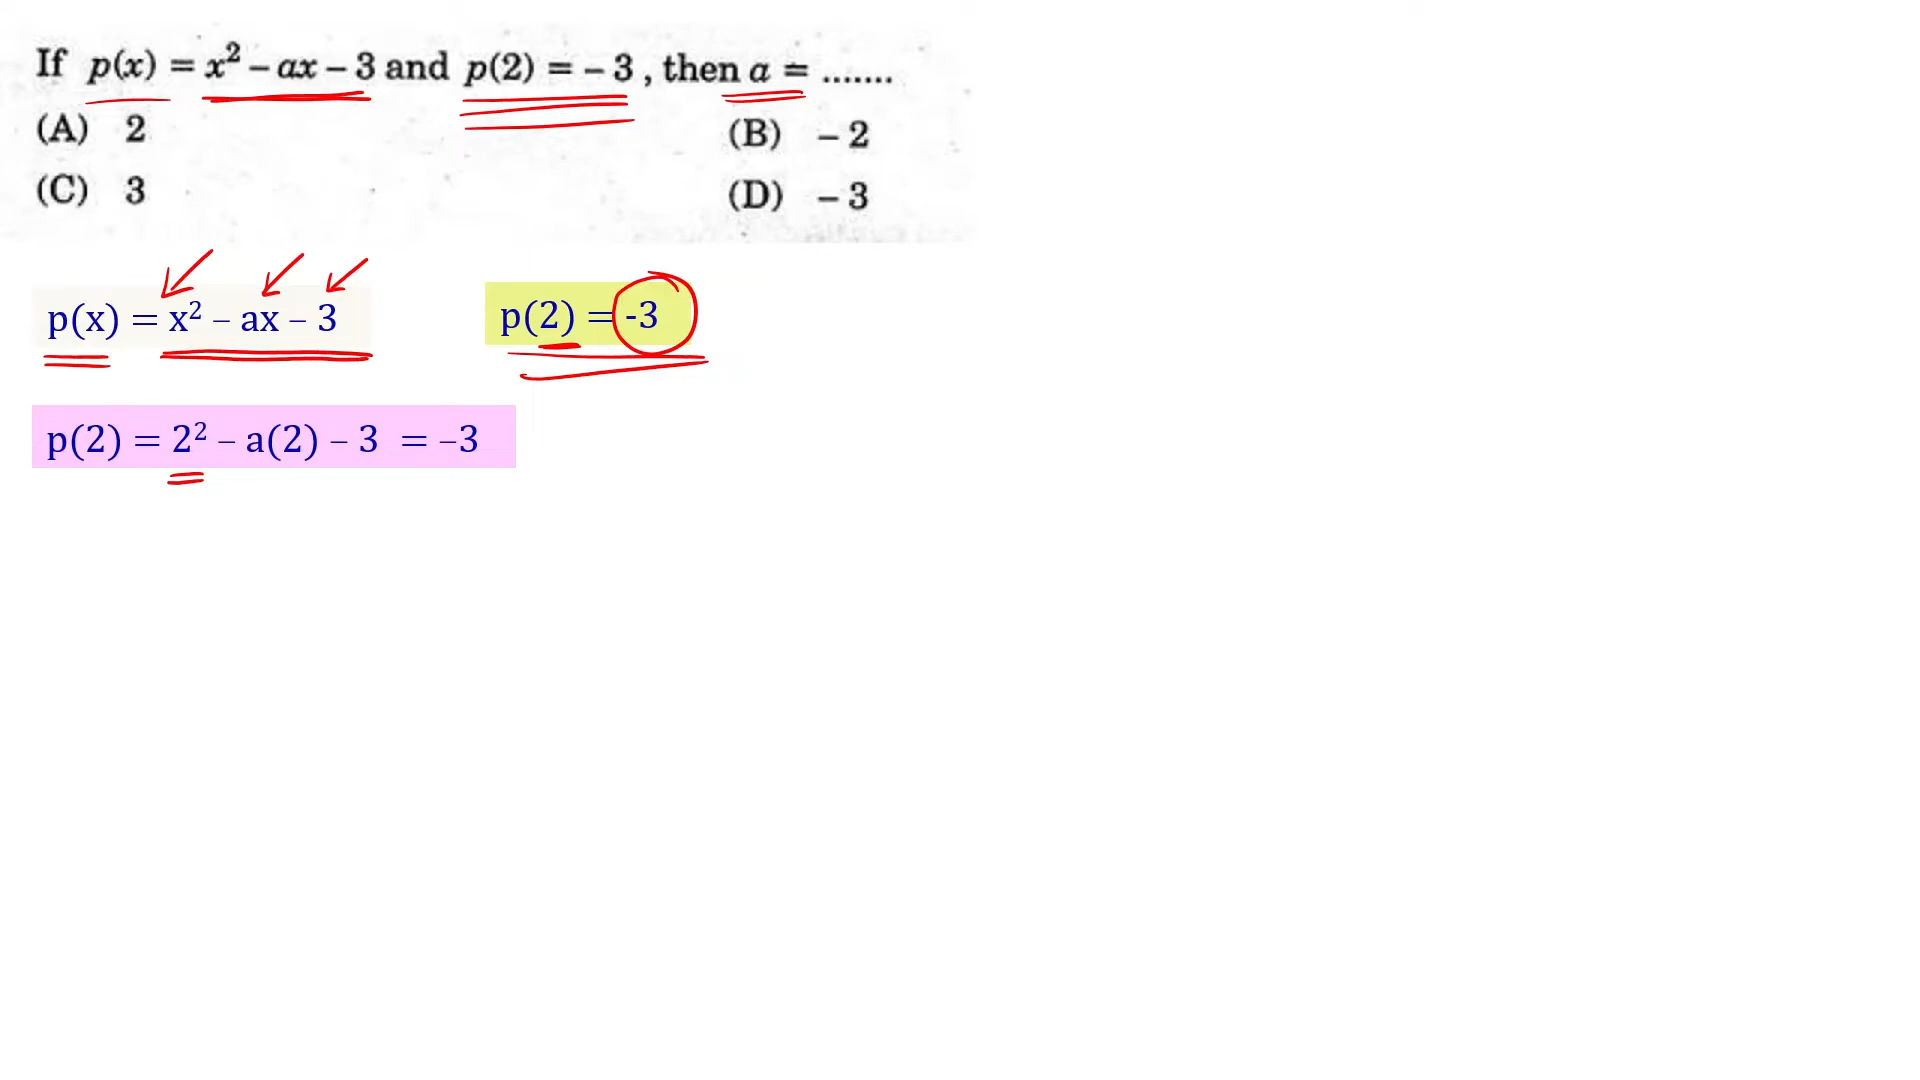 If p(x) = x² – ax – 3 and p(2) = – 3 , then a = .......
(A) 2 (B) – 2
(C) 3 (D) – 3
p(x) = x² – ax – 3 p(2) = -3
p(2) = 2² – a(2) – 3 = –3